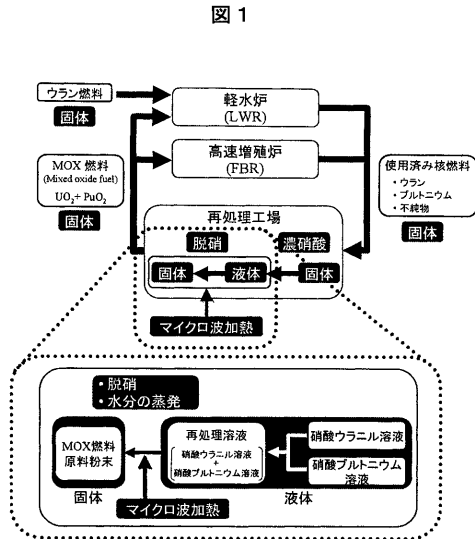 図1
ウラン燃料
固体
軽水炉
(LWR)
MOX 燃料
(Mixed oxide fuel)
UO₂+ PuO₂
固体
高速増殖炉
(FBR)
使用済み核燃料
・ウラン
・プルトニウム
・不純物
固体
再処理工場
脱硝
濃硝酸
固体
液体
固体
マイクロ波加熱
・脱硝
・水分の蒸発
MOX燃料
原料粉末
固体
再処理溶液
硝酸ウラニル溶液
+
硝酸プルトニウム溶液
硝酸ウラニル溶液
硝酸プルトニウム
溶液
液体
マイクロ波加熱